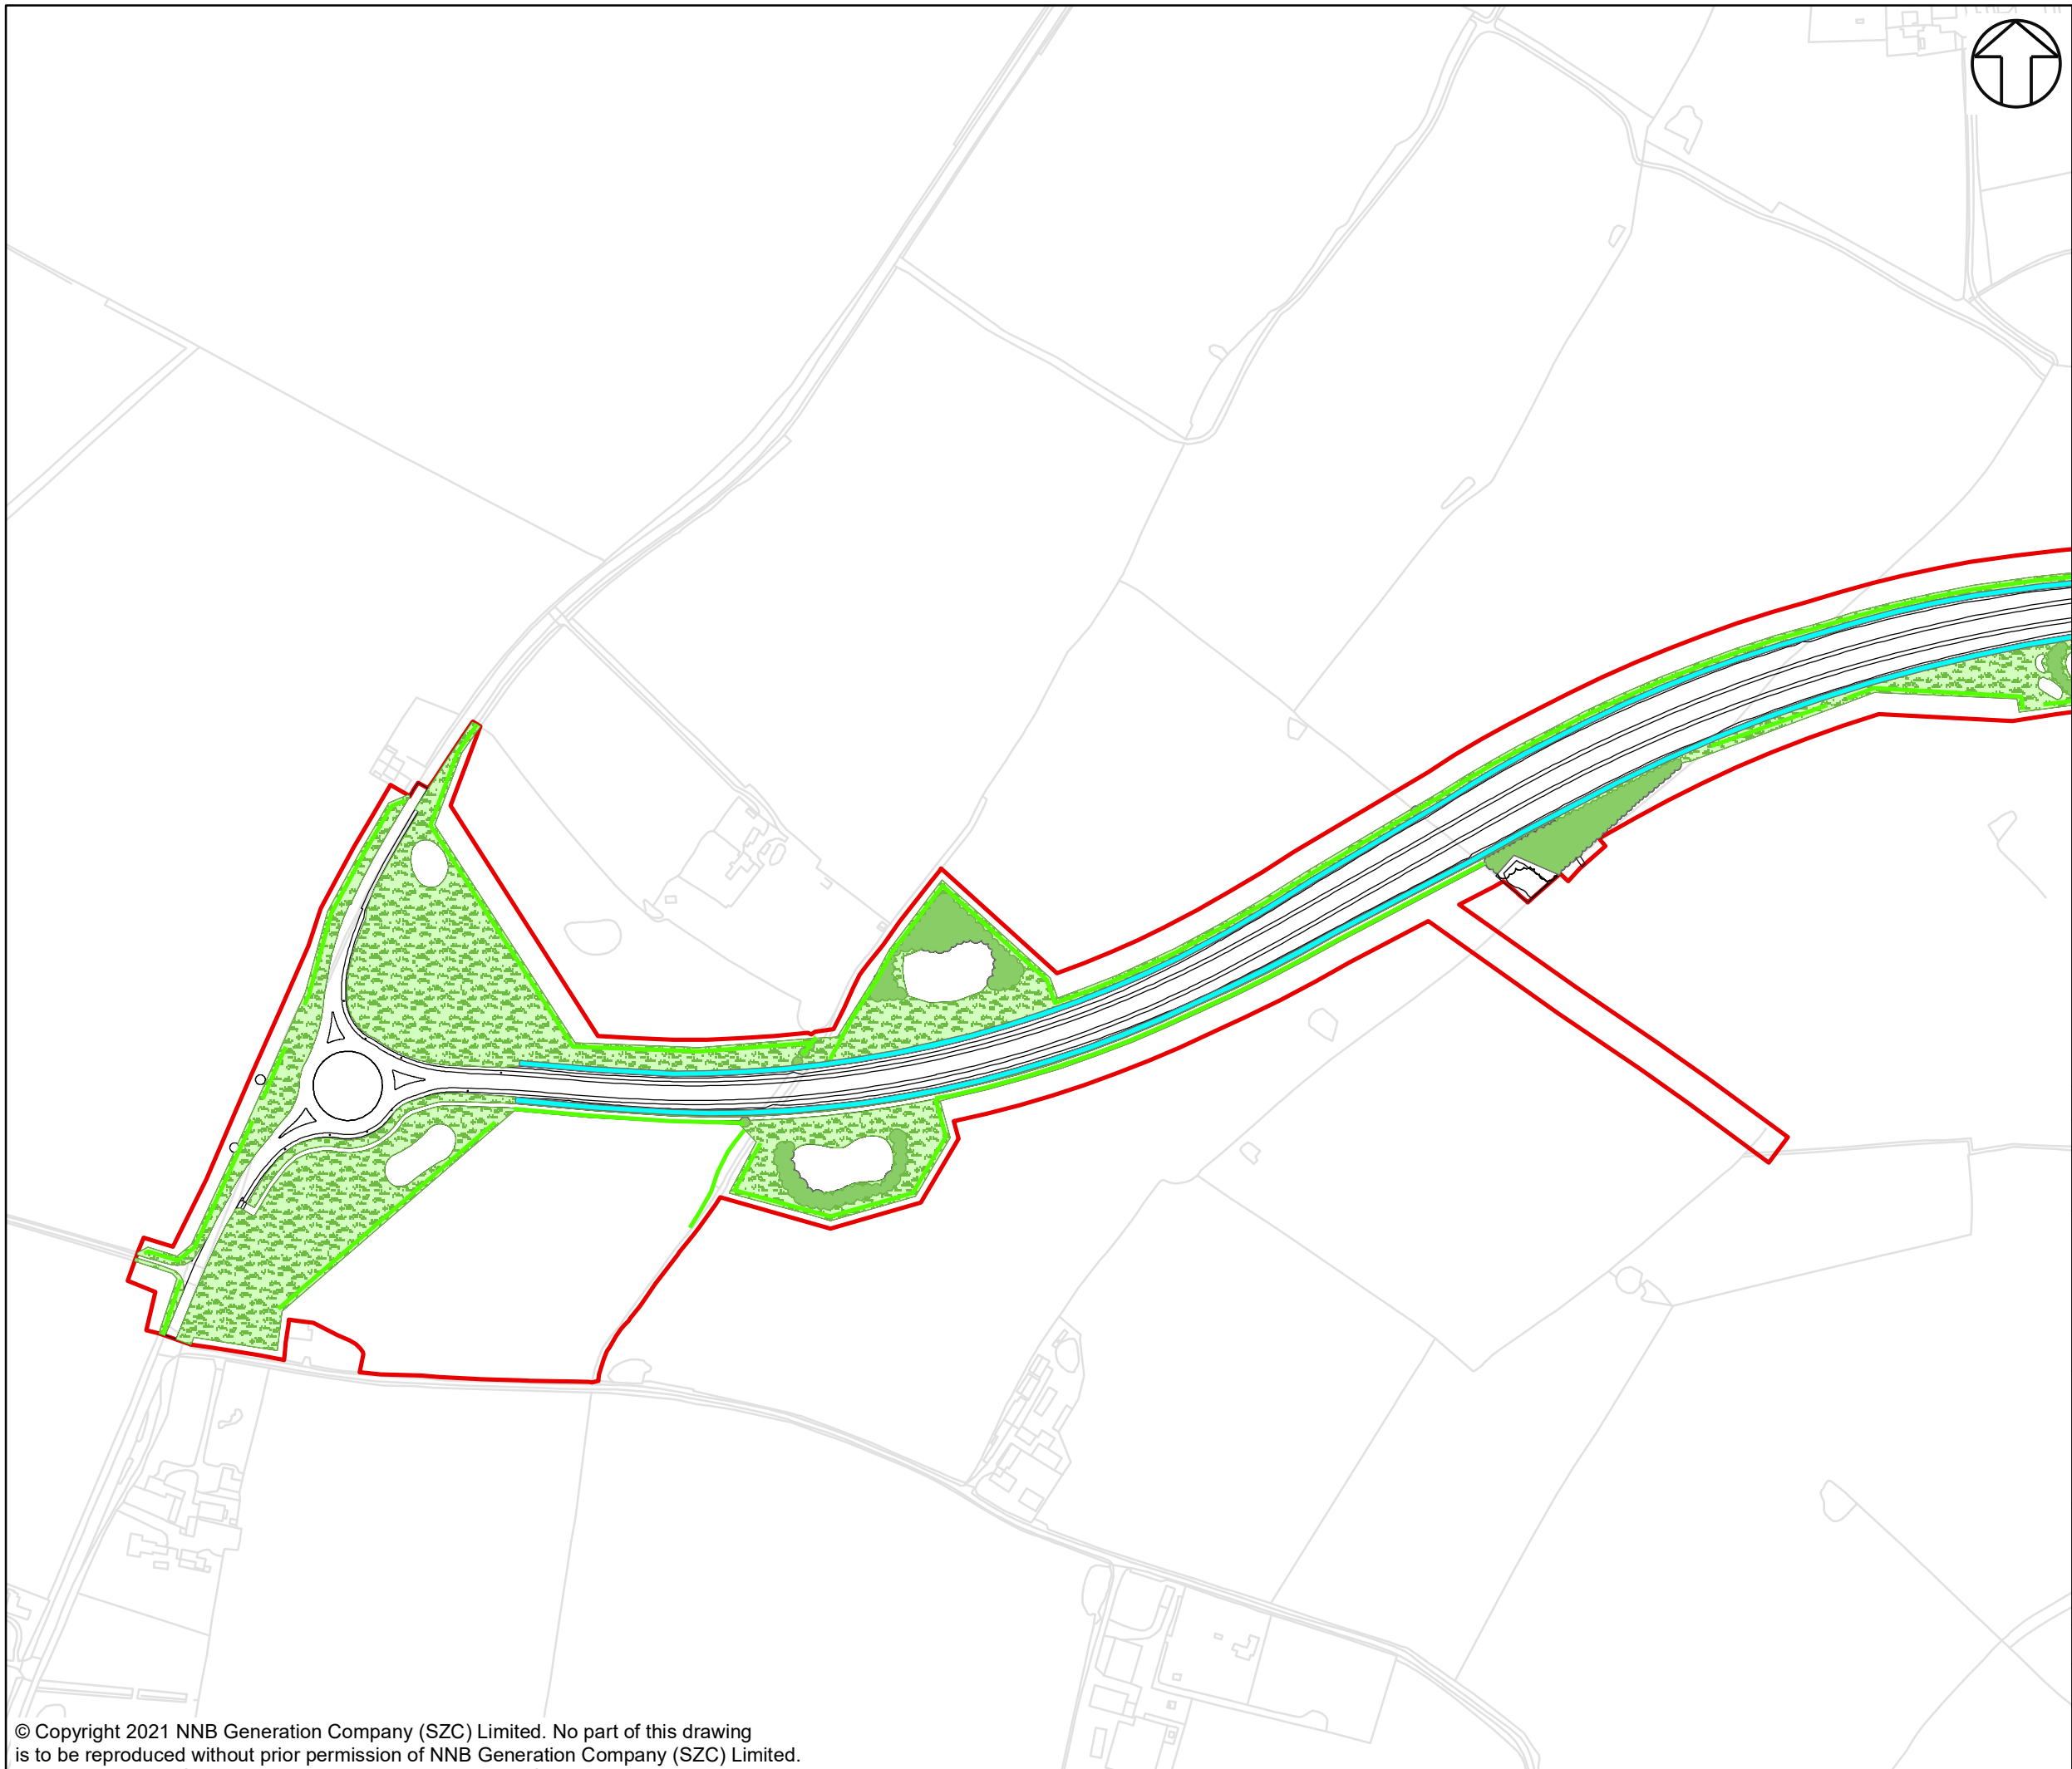 © Copyright 2021 NNB Generation Company (SZC) Limited. No part of this drawing
is to be reproduced without prior permission of NNB Generation Company (SZC) Limited.